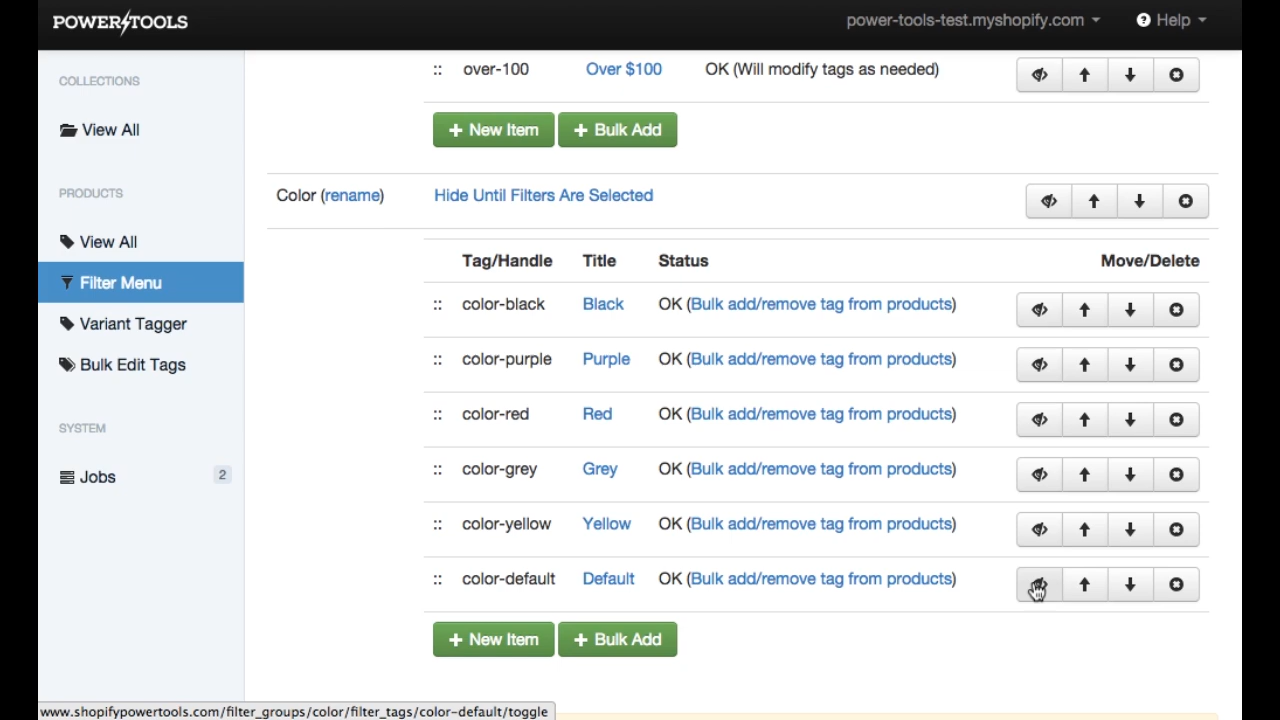 POWER TOOLS
power-tools-test.myshopify.com
Help
COLLECTIONS
View All
PRODUCTS
View All
Filter Menu
Variant Tagger
Bulk Edit Tags
SYSTEM
Jobs 2
:: over-100 Over $100 OK (Will modify tags as needed)
+ New Item + Bulk Add
Color (rename) Hide Until Filters Are Selected
Tag/Handle Title Status Move/Delete
:: color-black Black OK (Bulk add/remove tag from products)
:: color-purple Purple OK (Bulk add/remove tag from products)
:: color-red Red OK (Bulk add/remove tag from products)
:: color-grey Grey OK (Bulk add/remove tag from products)
:: color-yellow Yellow OK (Bulk add/remove tag from products)
:: color-default Default OK (Bulk add/remove tag from products)
+ New Item + Bulk Add
www.shopifypowertools.com/filter_groups/color/filter_tags/color-default/toggle